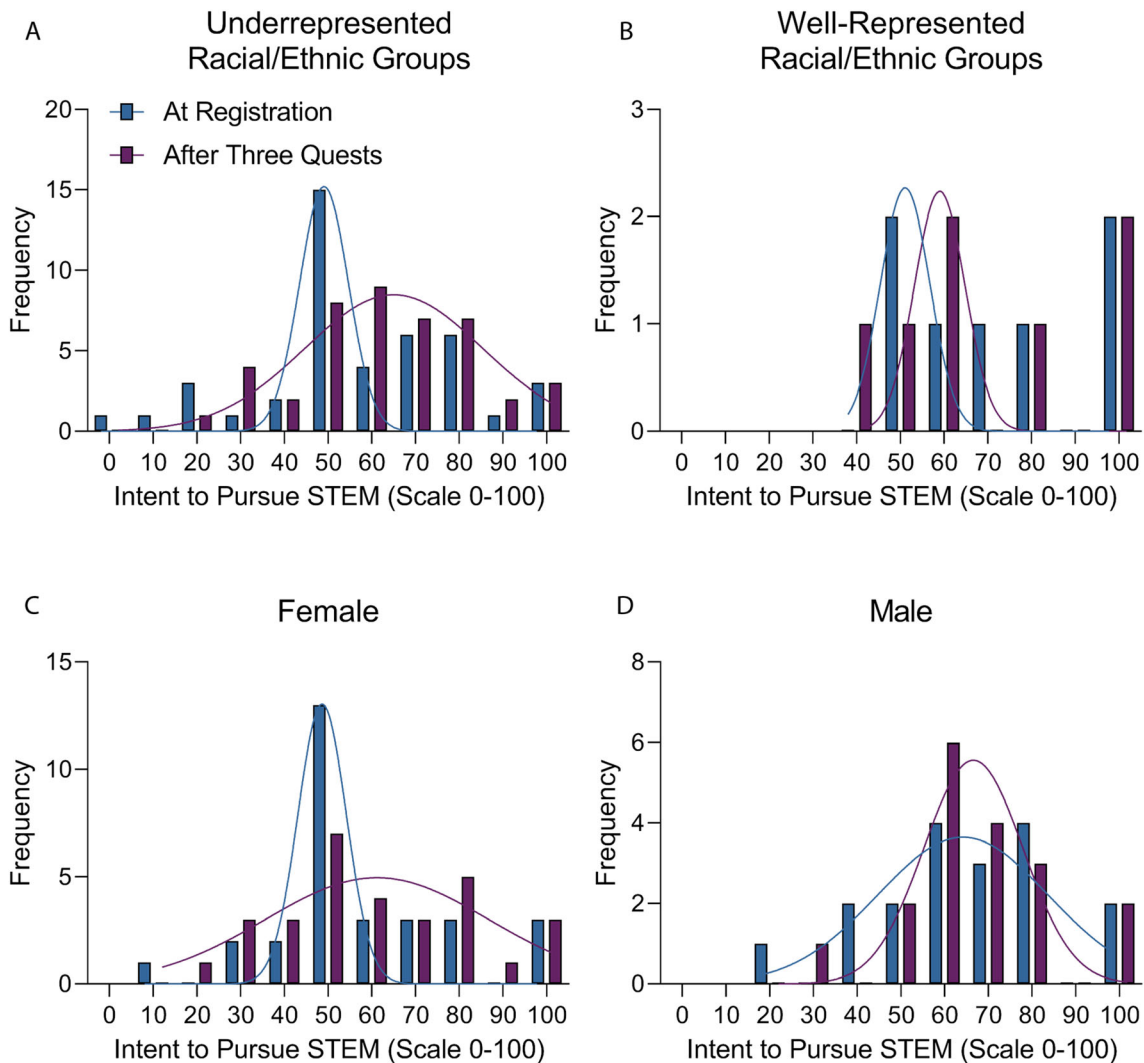 A
Underrepresented
Racial/Ethnic Groups
At Registration
After Three Quests
Frequency
20
15
10
5
0
0 10 20 30 40 50 60 70 80 90 100
Intent to Pursue STEM (Scale 0-100)
B
Well-Represented
Racial/Ethnic Groups
Frequency
3
2
1
0
0 10 20 30 40 50 60 70 80 90 100
Intent to Pursue STEM (Scale 0-100)
C
Female
Frequency
15
10
5
0
0 10 20 30 40 50 60 70 80 90 100
Intent to Pursue STEM (Scale 0-100)
D
Male
Frequency
8
6
4
2
0
0 10 20 30 40 50 60 70 80 90 100
Intent to Pursue STEM (Scale 0-100)